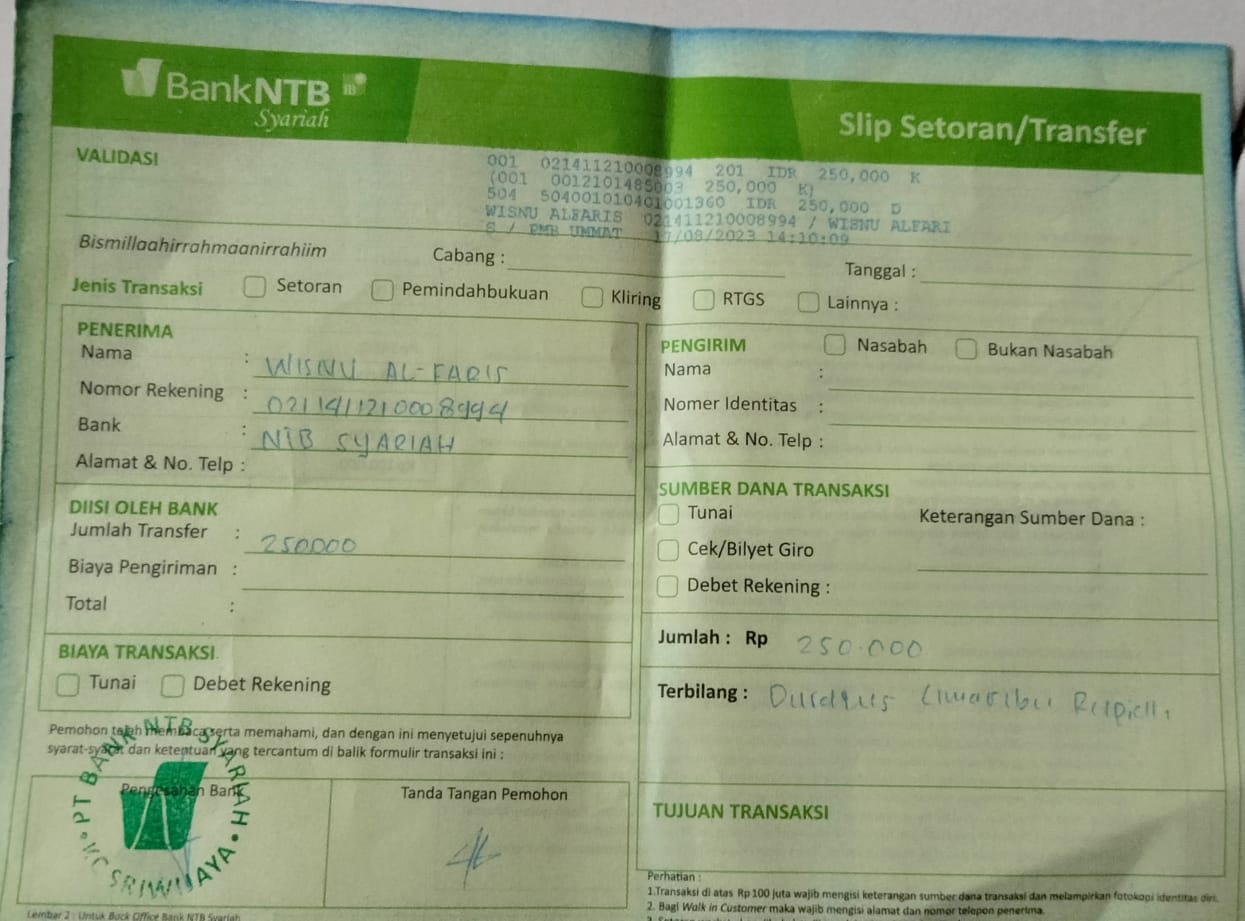 BankNTB
Syariah
Slip Setoran/Transfer
VALIDASI
001 021411210008994 201 IDR 250,000 K
(001 0012101485003 250,000 K)
504 504001010401001360 IDR 250,000 D
WISNU ALFARIS 021411210008994 / WISNU ALFARI
S / PMB UMMAT 17/08/2023 14:10:09
Bismillaahirrahmaanirrahiim
Cabang :
Tanggal :
Jenis Transaksi Setoran Pemindahbukuan Kliring RTGS Lainnya :
PENERIMA
Nama : WISNU AL-FARIS
Nomor Rekening : 021141121 0008994
Bank : NTB SYARIAH
Alamat & No. Telp :
PENGIRIM Nasabah Bukan Nasabah
Nama :
Nomer Identitas :
Alamat & No. Telp :
DIISI OLEH BANK
Jumlah Transfer : 250000
Biaya Pengiriman :
Total :
SUMBER DANA TRANSAKSI
Tunai
Keterangan Sumber Dana :
Cek/Bilyet Giro
Debet Rekening :
BIAYA TRANSAKSI
Tunai Debet Rekening
Jumlah : Rp 250.000
Terbilang : Duratus Limaribu Rupiah
Pemohon telah membaca serta memahami, dan dengan ini menyetujui sepenuhnya
syarat-syarat dan ketentuan yang tercantum di balik formulir transaksi ini :
Pengesahan Bank
PT BANK NTB SYARIAH
KC SRIWIJAYA
Tanda Tangan Pemohon
TUJUAN TRANSAKSI
Perhatian :
1.Transaksi di atas Rp 100 juta wajib mengisi keterangan sumber dana transaksi dan melampirkan fotokopi identitas diri.
2. Bagi Walk in Customer maka wajib mengisi alamat dan nomor telepon penerima.
Lembar 2 : Untuk Back Office Bank NTB Syariah